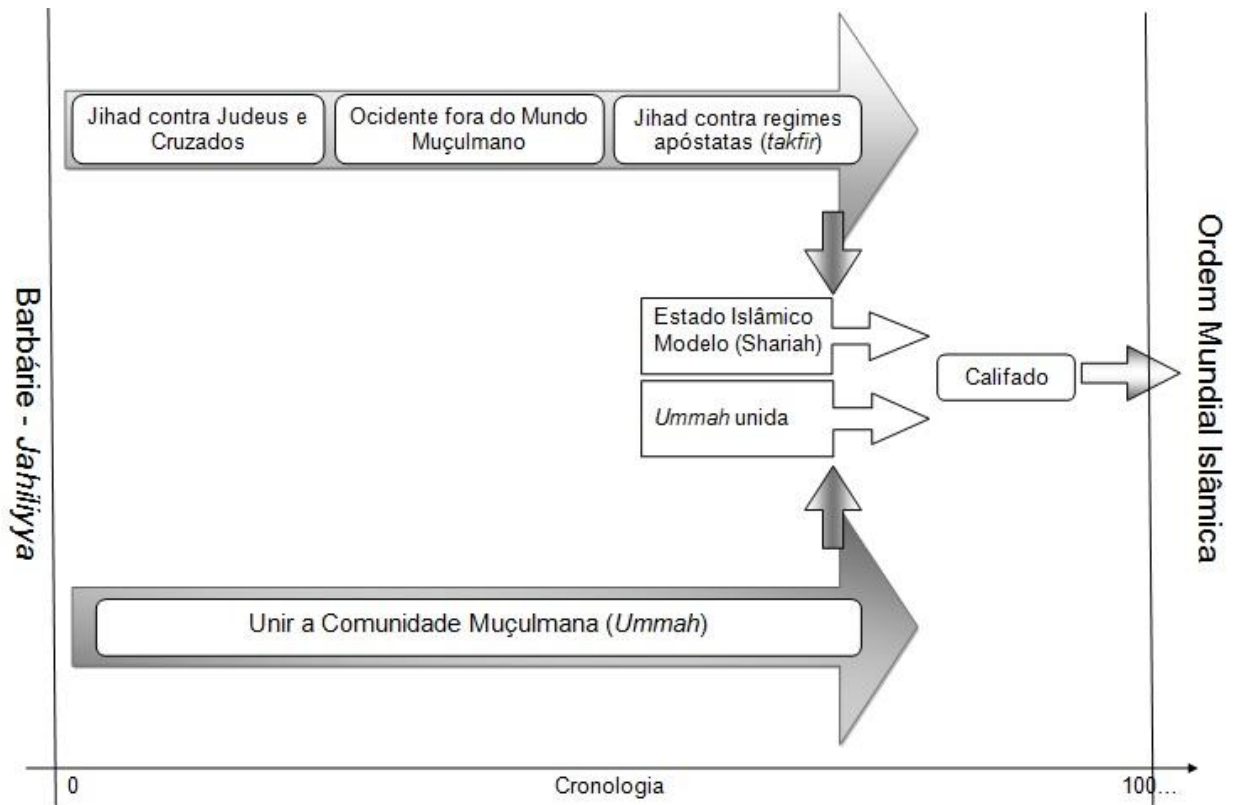 Jihad contra Judeus e
Cruzados
Ocidente fora do Mundo
Muçulmano
Jihad contra regimes
apóstatas (takfir)
Barbárie - Jahiliyya
Estado Islâmico
Modelo (Shariah)
Ummah unida
Califado
Ordem Mundial Islâmica
Unir a Comunidade Muçulmana (Ummah)
0
Cronologia
100...